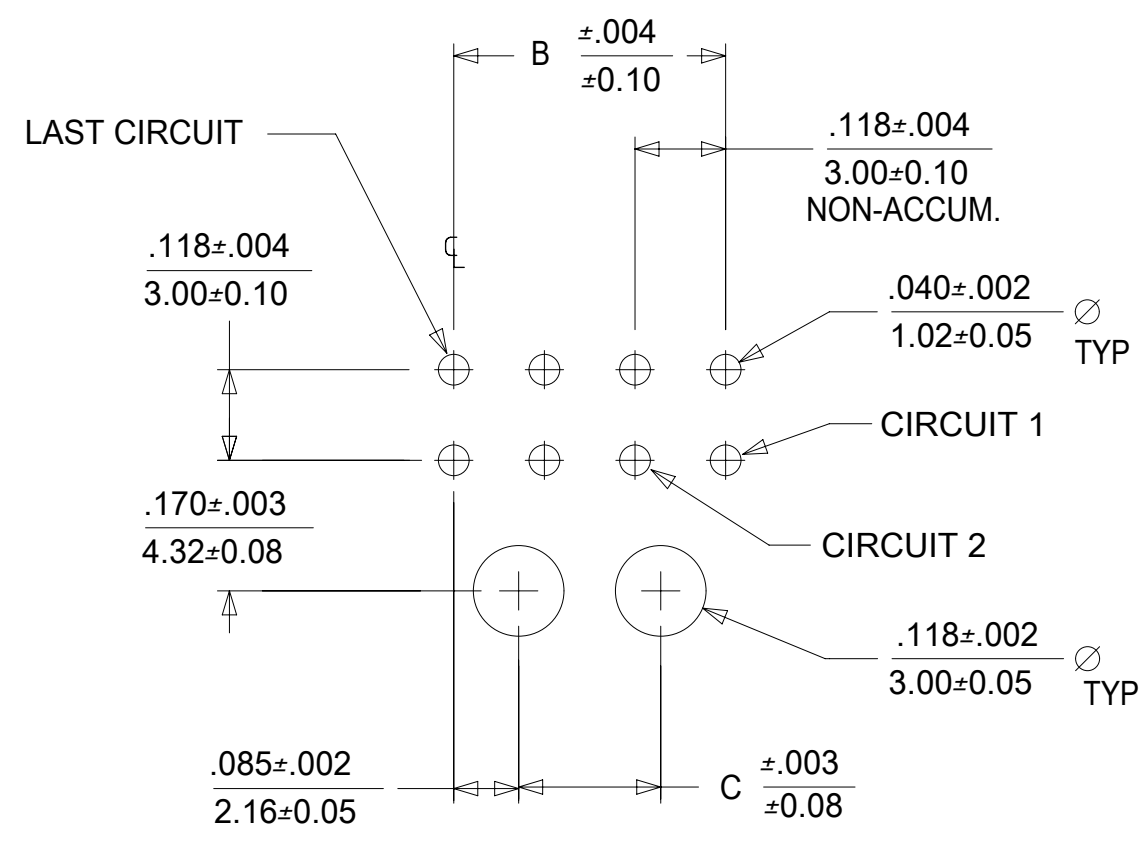 B ±.004
±0.10
LAST CIRCUIT
.118±.004
3.00±0.10
NON-ACCUM.
℄
.118±.004
3.00±0.10
.040±.002
1.02±0.05
∅
TYP
CIRCUIT 1
.170±.003
4.32±0.08
CIRCUIT 2
.118±.002
3.00±0.05
∅
TYP
.085±.002
2.16±0.05
C ±.003
±0.08